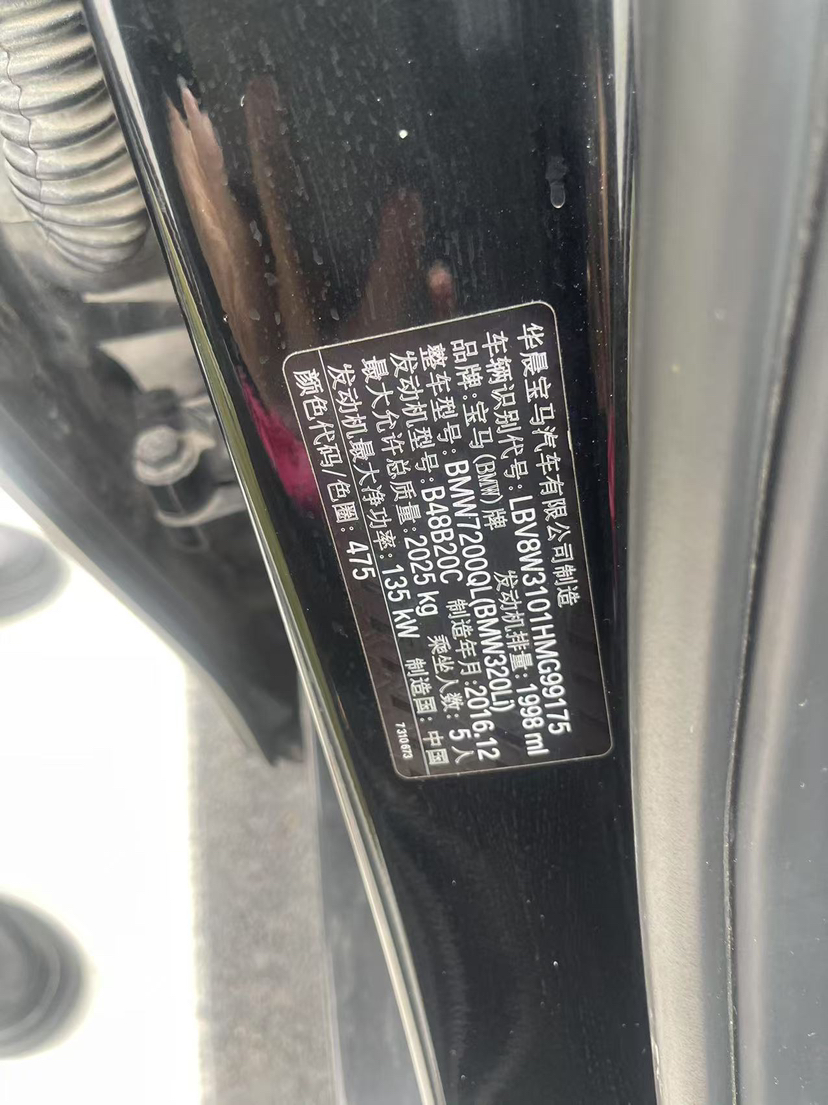 华晨宝马汽车有限公司制造
车辆识别代号: LBV8W3101HMG99175
品牌: 宝马(BMW)牌 发动机排量: 1998 ml
整车型号: BMW7200QL(BMW320Li)
发动机型号: B48B20C 制造年月: 2016.12
最大允许总质量: 2025 kg 乘坐人数: 5人
发动机最大净功率: 135 kW 制造国: 中国
颜色代码/色圈: 475 7310673